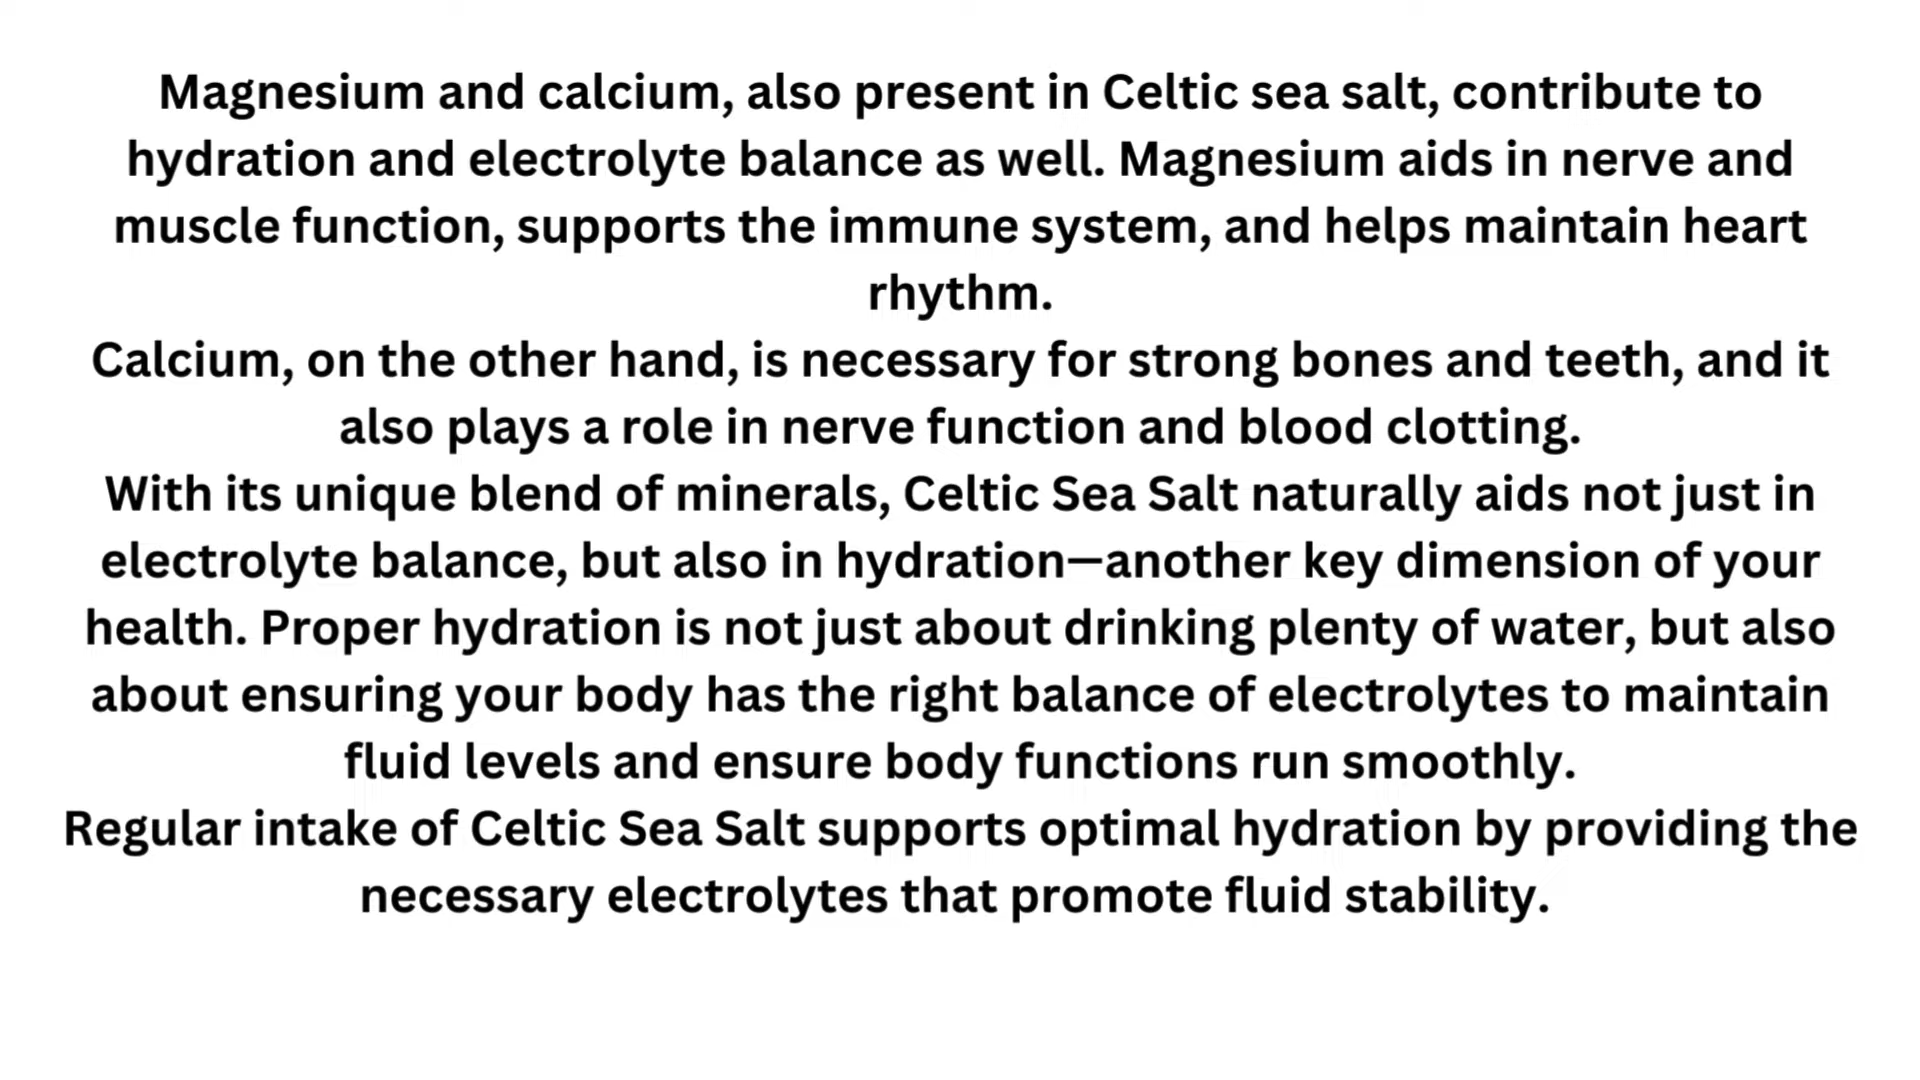 Magnesium and calcium, also present in Celtic sea salt, contribute to
hydration and electrolyte balance as well. Magnesium aids in nerve and
muscle function, supports the immune system, and helps maintain heart
rhythm.
Calcium, on the other hand, is necessary for strong bones and teeth, and it
also plays a role in nerve function and blood clotting.
With its unique blend of minerals, Celtic Sea Salt naturally aids not just in
electrolyte balance, but also in hydration—another key dimension of your
health. Proper hydration is not just about drinking plenty of water, but also
about ensuring your body has the right balance of electrolytes to maintain
fluid levels and ensure body functions run smoothly.
Regular intake of Celtic Sea Salt supports optimal hydration by providing the
necessary electrolytes that promote fluid stability.